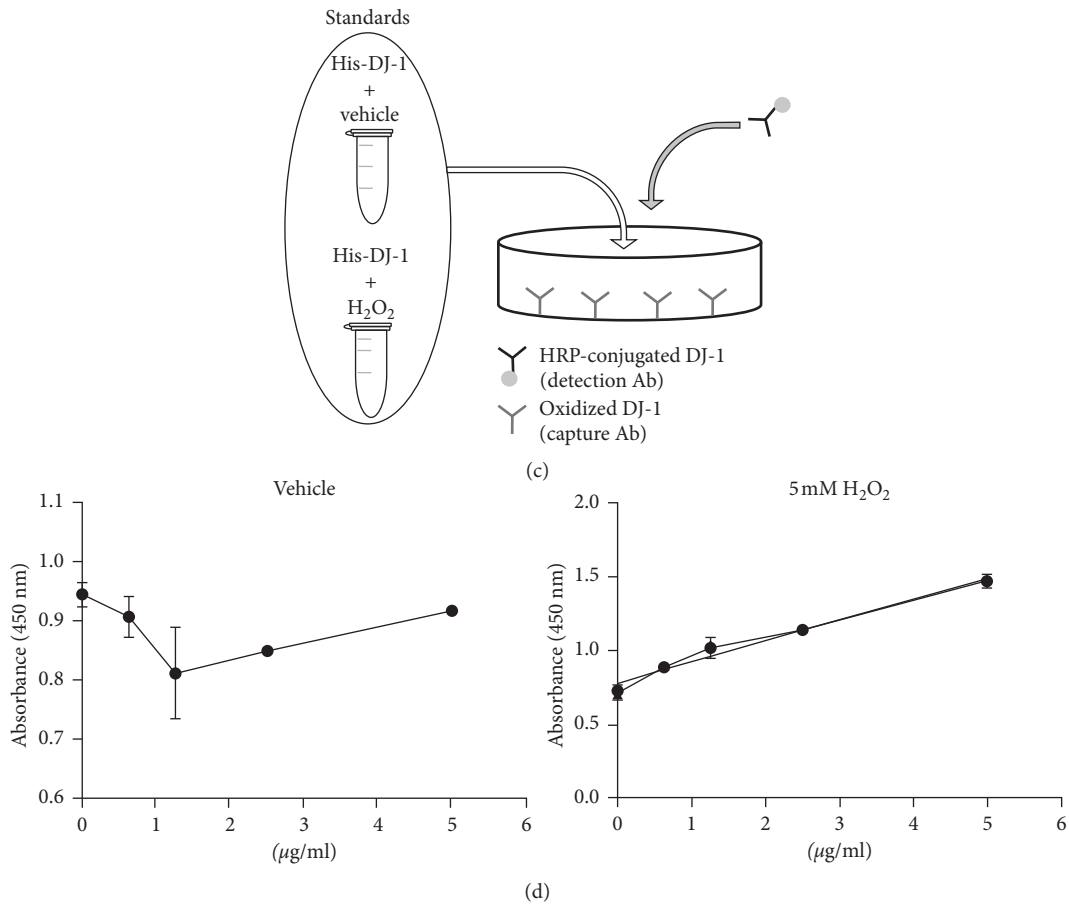 Standards
His-DJ-1
+
vehicle
His-DJ-1
+
H₂O₂
HRP-conjugated DJ-1
(detection Ab)
Oxidized DJ-1
(capture Ab)
(c)
Vehicle
1.1
1.0
0.9
0.8
0.7
0.6
Absorbance (450 nm)
0 1 2 3 4 5 6
(µg/ml)
5 mM H₂O₂
2.0
1.5
1.0
0.5
0.0
Absorbance (450 nm)
0 1 2 3 4 5 6
(µg/ml)
(d)